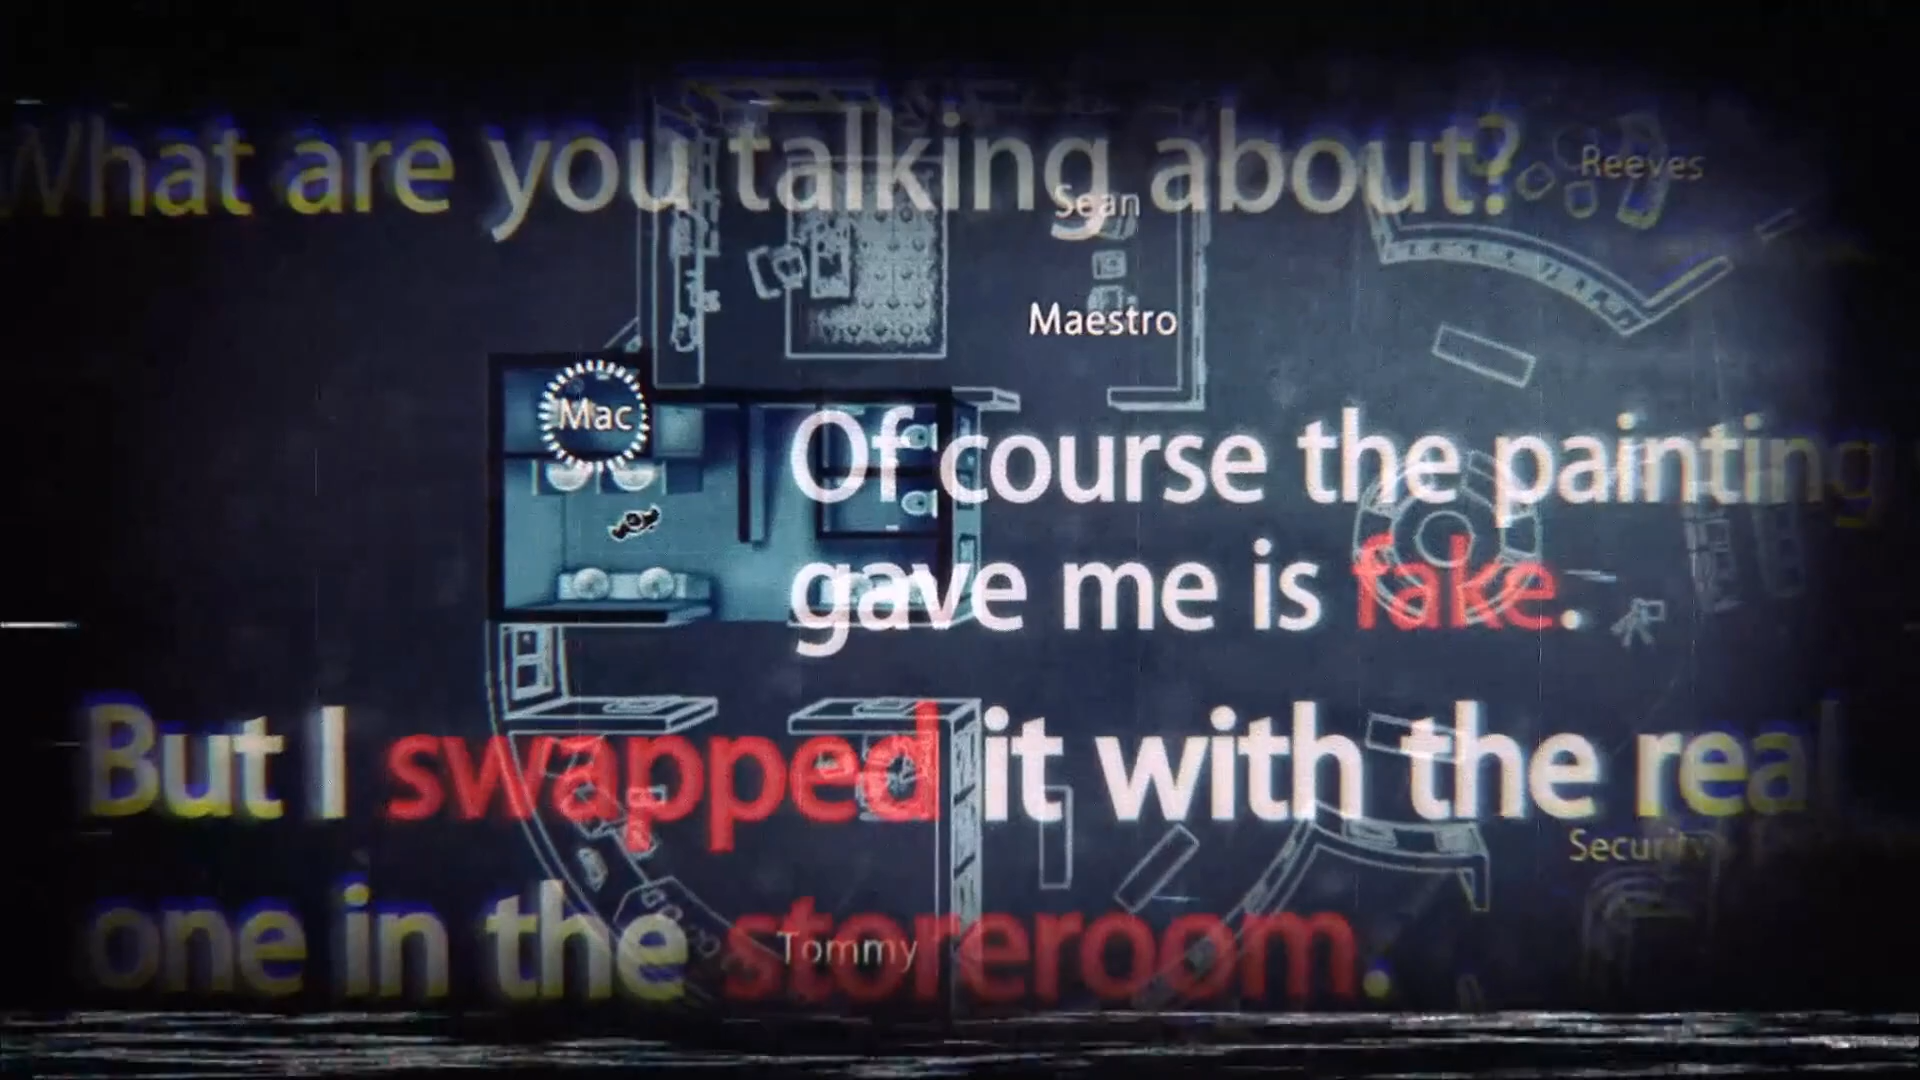 What are you talking about?
Reeves
Sean
Maestro
Mac
Of course the painting
gave me is fake.
But I swapped it with the real
Security
one in the storeroom.
Tommy